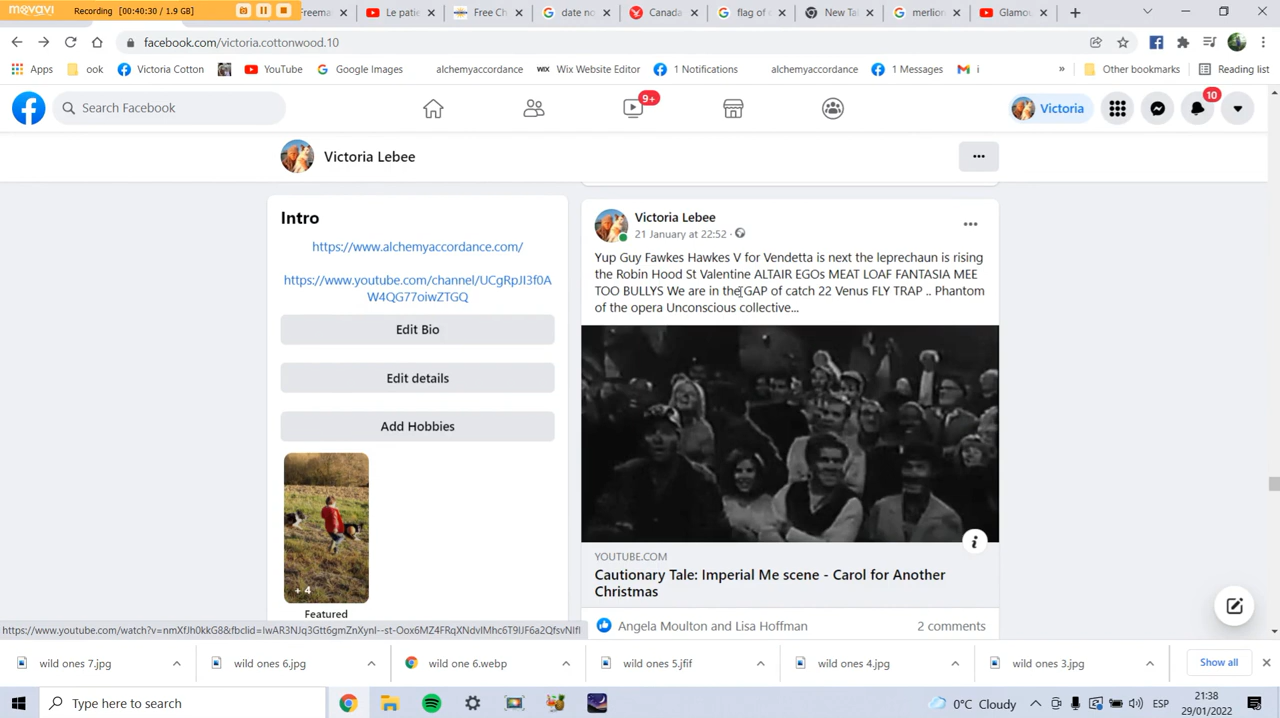 movavi
Recording [00:40:30 / 1.9 GB]
Freema
Le patie
Free Ch
date no
Canada
flag of c
New Ta
merlion
Glamou
facebook.com/victoria.cottonwood.10
Apps
ook
Victoria Cotton
YouTube
Google Images
alchemyaccordance
WIX Wix Website Editor
1 Notifications
alchemyaccordance
1 Messages
i
»
Other bookmarks
Reading list
Search Facebook
9+
Victoria
10
Victoria Lebee
Intro
https://www.alchemyaccordance.com/
https://www.youtube.com/channel/UCgRpJI3f0A
W4QG77oiwZTGQ
Edit Bio
Edit details
Add Hobbies
+ 4
Featured
Victoria Lebee
21 January at 22:52 ·
Yup Guy Fawkes Hawkes V for Vendetta is next the leprechaun is rising
the Robin Hood St Valentine ALTAIR EGOs MEAT LOAF FANTASIA MEE
TOO BULLYS We are in the GAP of catch 22 Venus FLY TRAP .. Phantom
of the opera Unconscious collective...
YOUTUBE.COM
Cautionary Tale: Imperial Me scene - Carol for Another
Christmas
Angela Moulton and Lisa Hoffman
2 comments
wild ones 7.jpg
wild ones 6.jpg
wild one 6.webp
wild ones 5.jfif
wild ones 4.jpg
wild ones 3.jpg
Show all
Type here to search
0°C Cloudy
ESP
21:38
29/01/2022